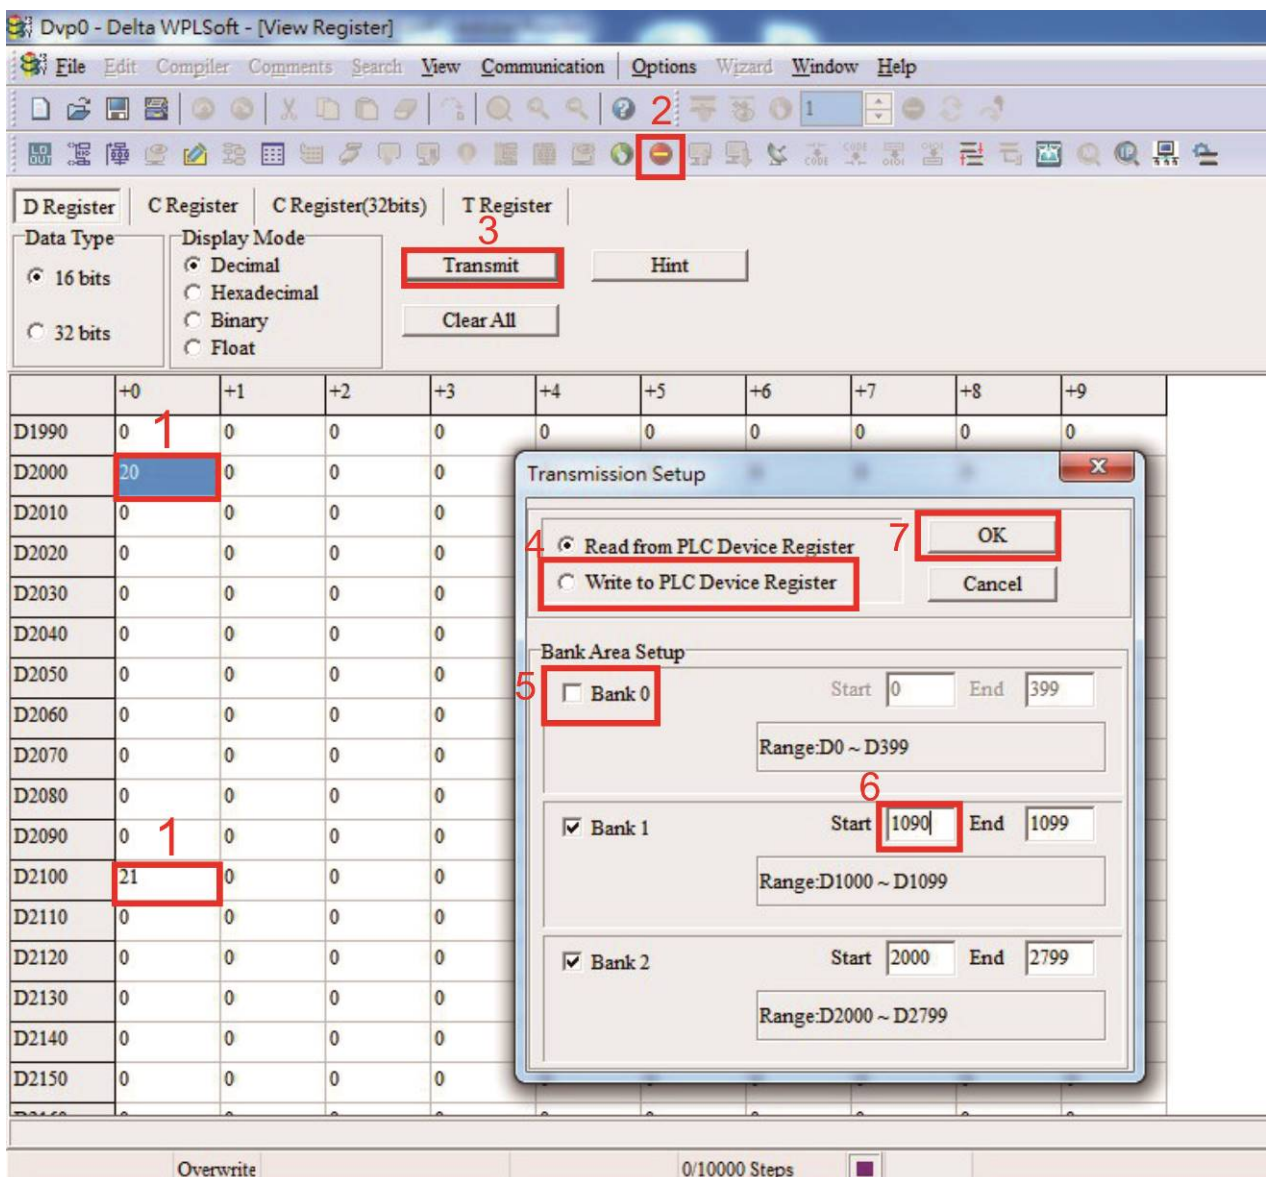 Dvp0 - Delta WPLSoft - [View Register]
File Edit Compiler Comments Search View Communication Options Wizard Window Help
2 1
LD OUT CODE CODE CODE
D Register C Register C Register(32bits) T Register
3
Data Type Display Mode
16 bits Decimal Transmit Hint
Hexadecimal
32 bits Binary Clear All
Float
+0 +1 +2 +3 +4 +5 +6 +7 +8 +9
D1990 0 1 0 0 0 0 0 0 0 0 0
D2000 20 0 0 0
D2010 0 0 0 0
D2020 0 0 0 0
D2030 0 0 0 0
D2040 0 0 0 0
D2050 0 0 0 0
D2060 0 0 0 0
D2070 0 0 0 0
D2080 0 0 0 0
D2090 0 1 0 0 0
D2100 21 0 0 0
D2110 0 0 0 0
D2120 0 0 0 0
D2130 0 0 0 0
D2140 0 0 0 0
D2150 0 0 0 0
Transmission Setup
4 Read from PLC Device Register 7 OK
Write to PLC Device Register Cancel
Bank Area Setup
5 Bank 0 Start 0 End 399
Range:D0 ~ D399
6
Bank 1 Start 1090 End 1099
Range:D1000 ~ D1099
Bank 2 Start 2000 End 2799
Range:D2000 ~ D2799
Overwrite 0/10000 Steps